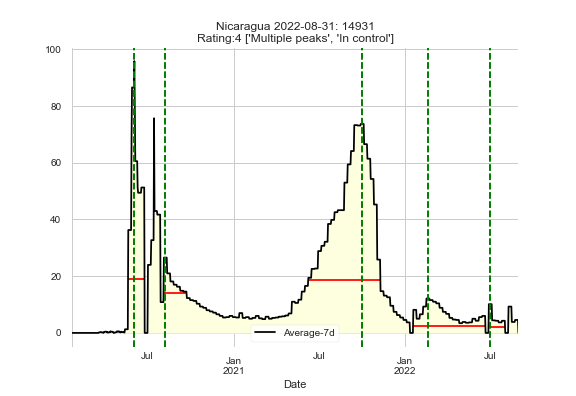 Nicaragua 2022-08-31: 14931
Rating:4 ['Multiple peaks', 'In control']
100
80
60
40
20
0
Average-7d
Jul
Jan
2021
Jul
Jan
2022
Jul
Date